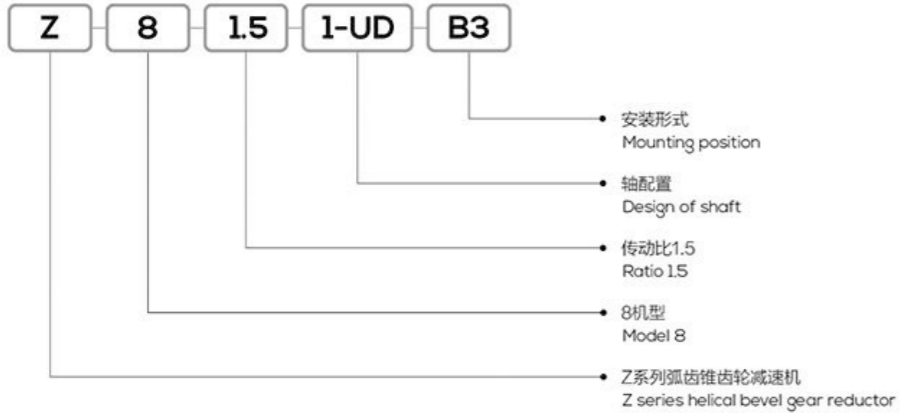 Z 8 1.5 1-UD B3
安装形式
Mounting position
轴配置
Design of shaft
传动比1.5
Ratio 1.5
8机型
Model 8
Z系列弧齿锥齿轮减速机
Z series helical bevel gear reductor